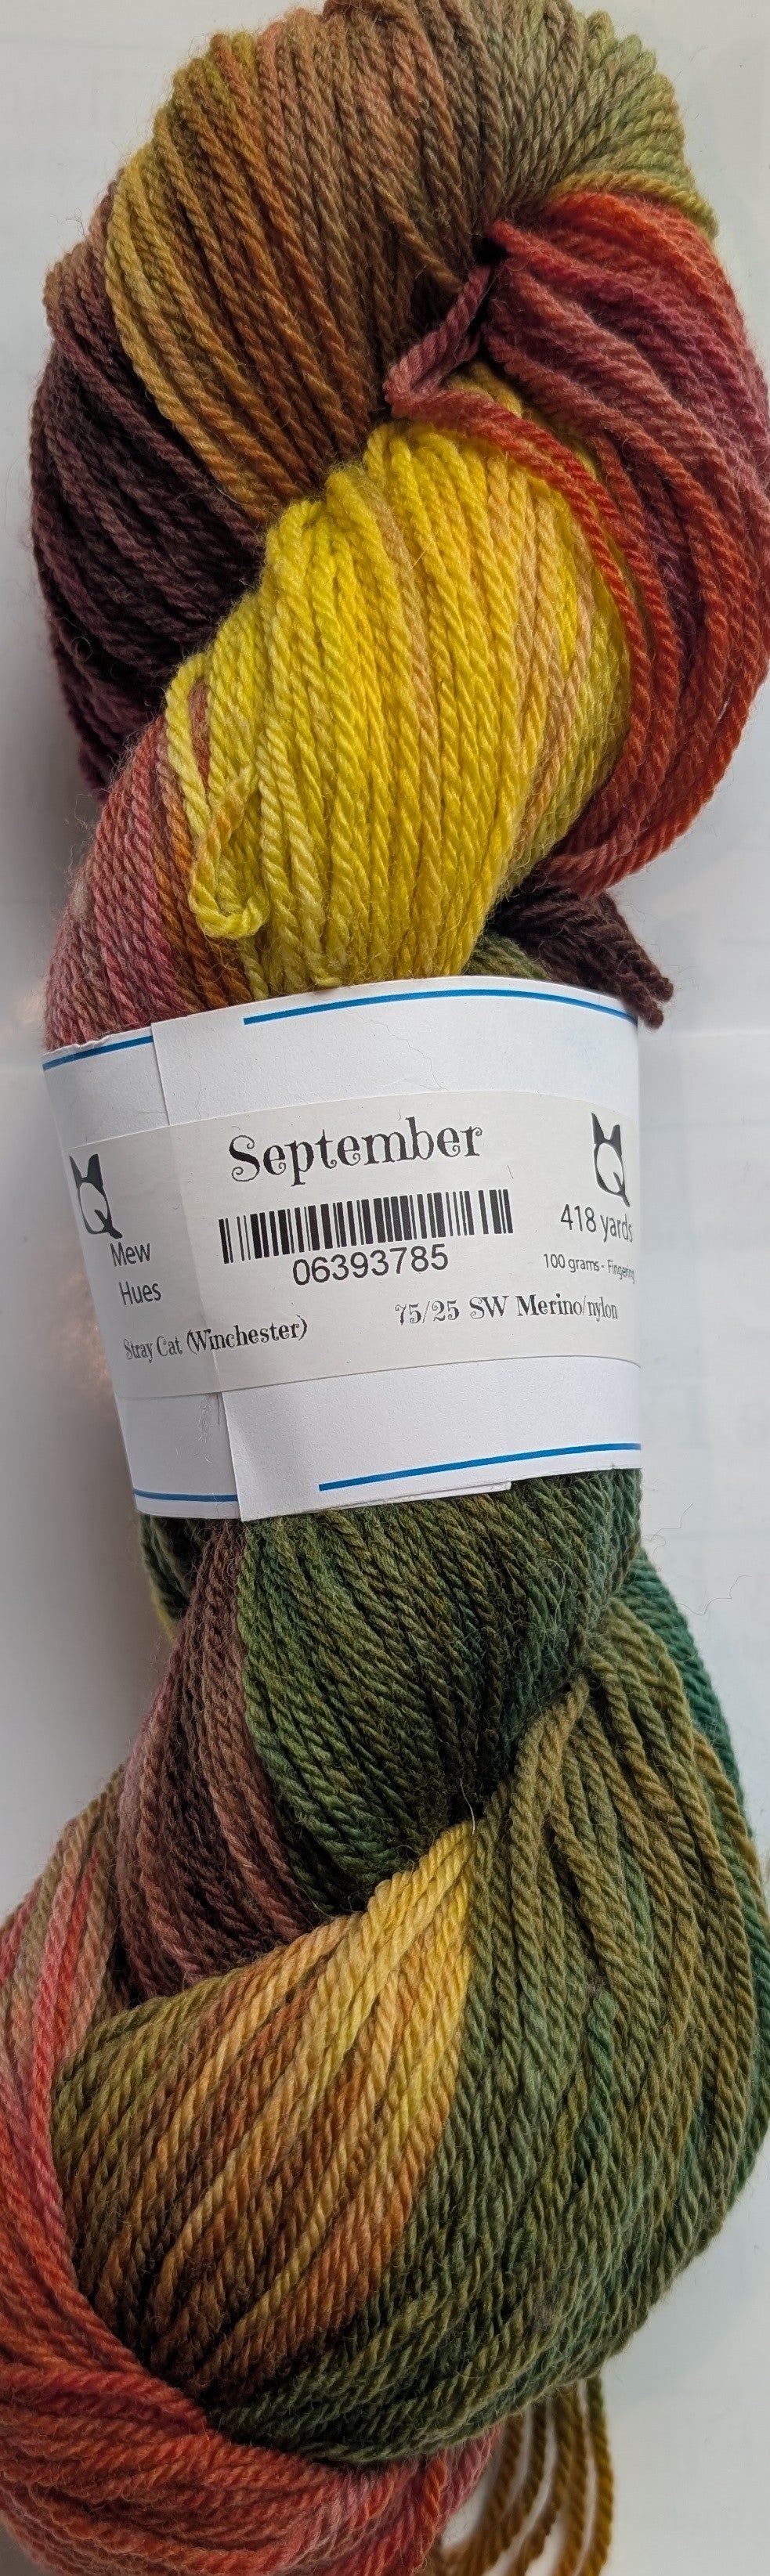 September
Mew
Hues
06393785
418 yards
100 grams - Fingering
Stray Cat (Winchester)
75/25 SW Merino/nylon